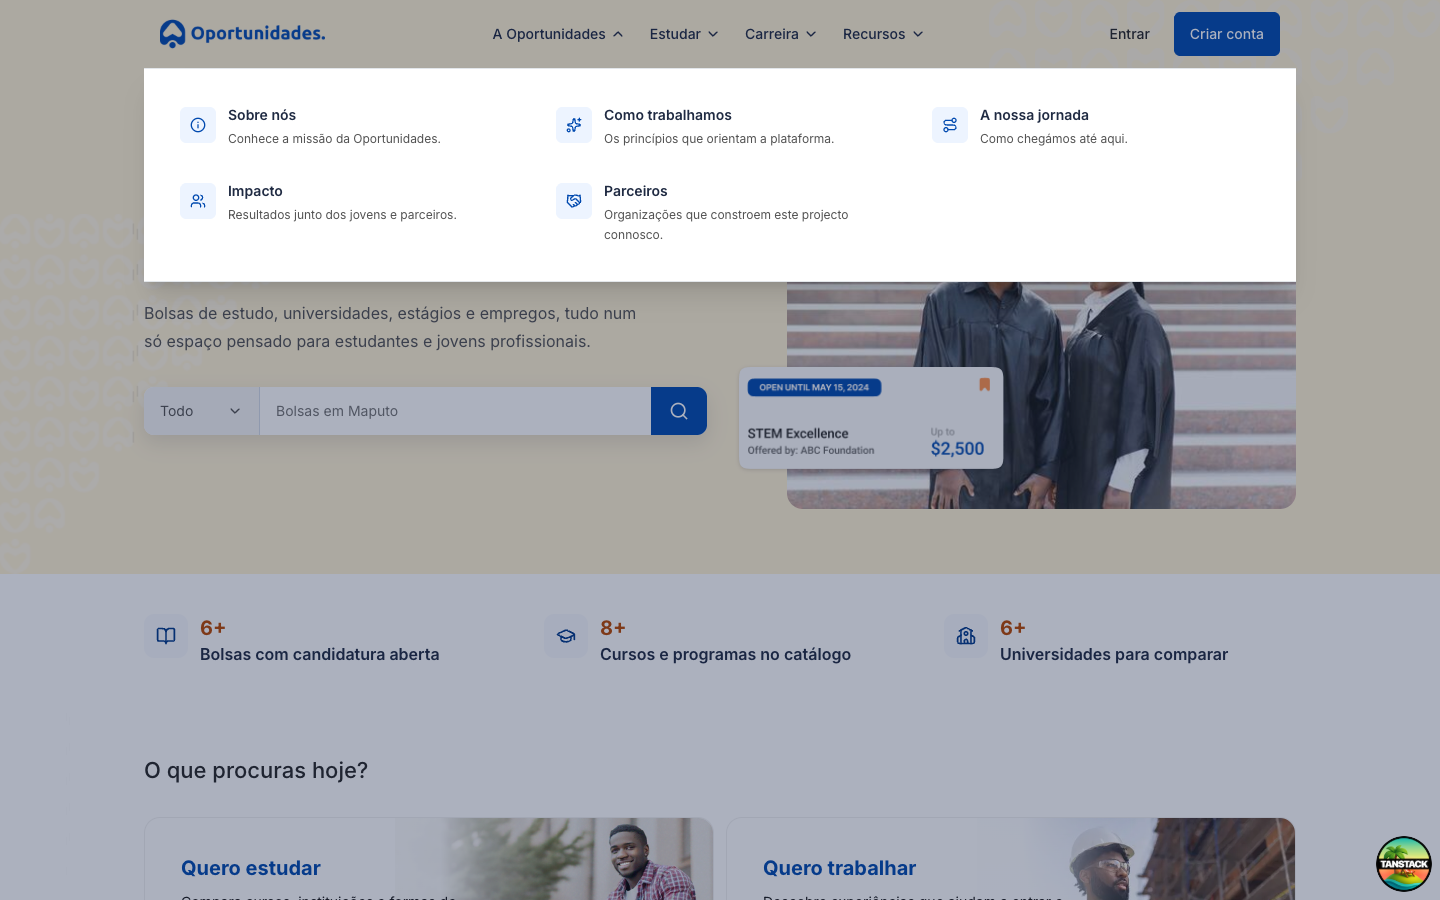 Oportunidades.
A Oportunidades
Estudar
Carreira
Recursos
Entrar
Criar conta
Sobre nós
Conhece a missão da Oportunidades.
Como trabalhamos
Os princípios que orientam a plataforma.
A nossa jornada
Como chegámos até aqui.
Impacto
Resultados junto dos jovens e parceiros.
Parceiros
Organizações que constroem este projecto
connosco.
Bolsas de estudo, universidades, estágios e empregos, tudo num
só espaço pensado para estudantes e jovens profissionais.
Todo
Bolsas em Maputo
OPEN UNTIL MAY 15, 2024
STEM Excellence
Offered by: ABC Foundation
Up to
$2,500
6+
Bolsas com candidatura aberta
8+
Cursos e programas no catálogo
6+
Universidades para comparar
O que procuras hoje?
Quero estudar
Quero trabalhar
TANSTACK